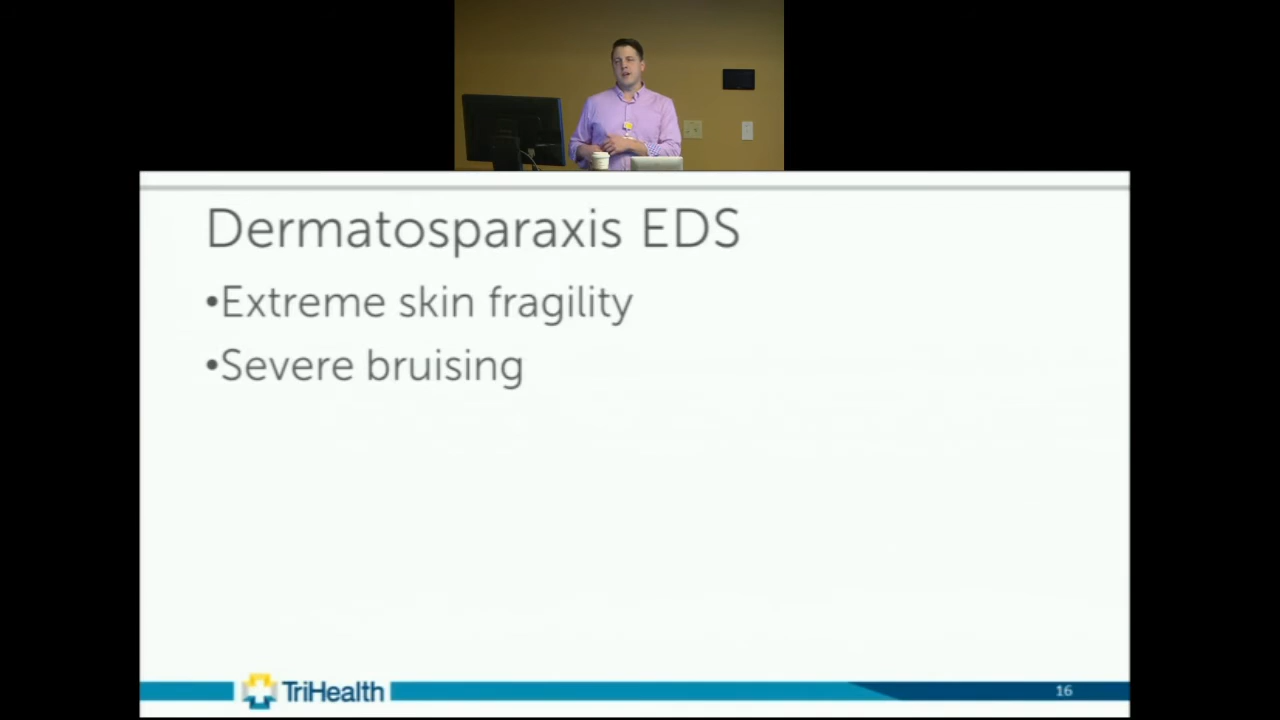 Dermatosparaxis EDS
•Extreme skin fragility
•Severe bruising
TriHealth
16